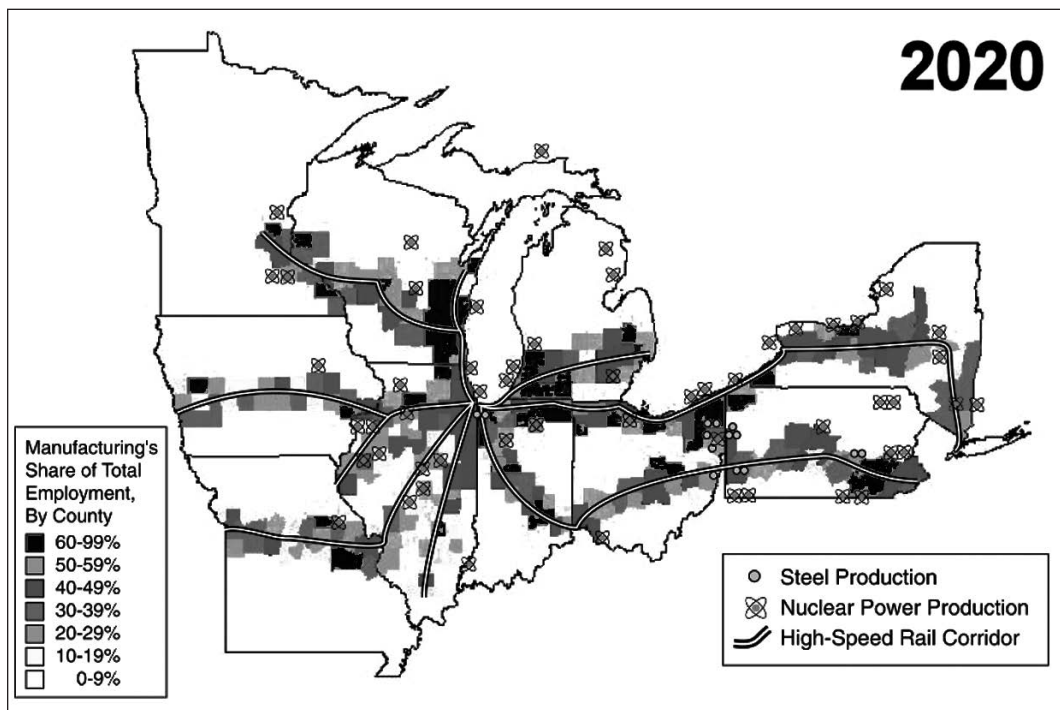 2020
Manufacturing's
Share of Total
Employment,
By County
60-99%
50-59%
40-49%
30-39%
20-29%
10-19%
0-9%
Steel Production
Nuclear Power Production
High-Speed Rail Corridor